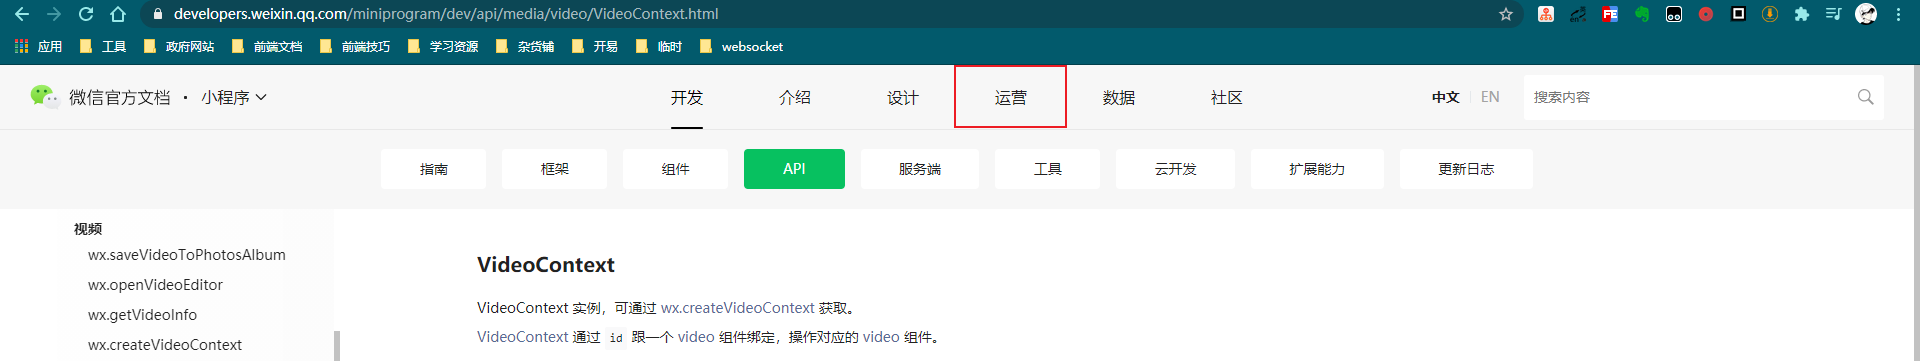 developers.weixin.qq.com/miniprogram/dev/api/media/video/VideoContext.html
应用 工具 政府网站 前端文档 前端技巧 学习资源 杂货铺 开易 临时 websocket
微信官方文档 · 小程序 开发 介绍 设计 运营 数据 社区 中文 EN 搜索内容
指南 框架 组件 API 服务端 工具 云开发 扩展能力 更新日志
视频
wx.saveVideoToPhotosAlbum
wx.openVideoEditor
wx.getVideoInfo
wx.createVideoContext
VideoContext
VideoContext 实例，可通过 wx.createVideoContext 获取。
VideoContext 通过 id 跟一个 video 组件绑定，操作对应的 video 组件。